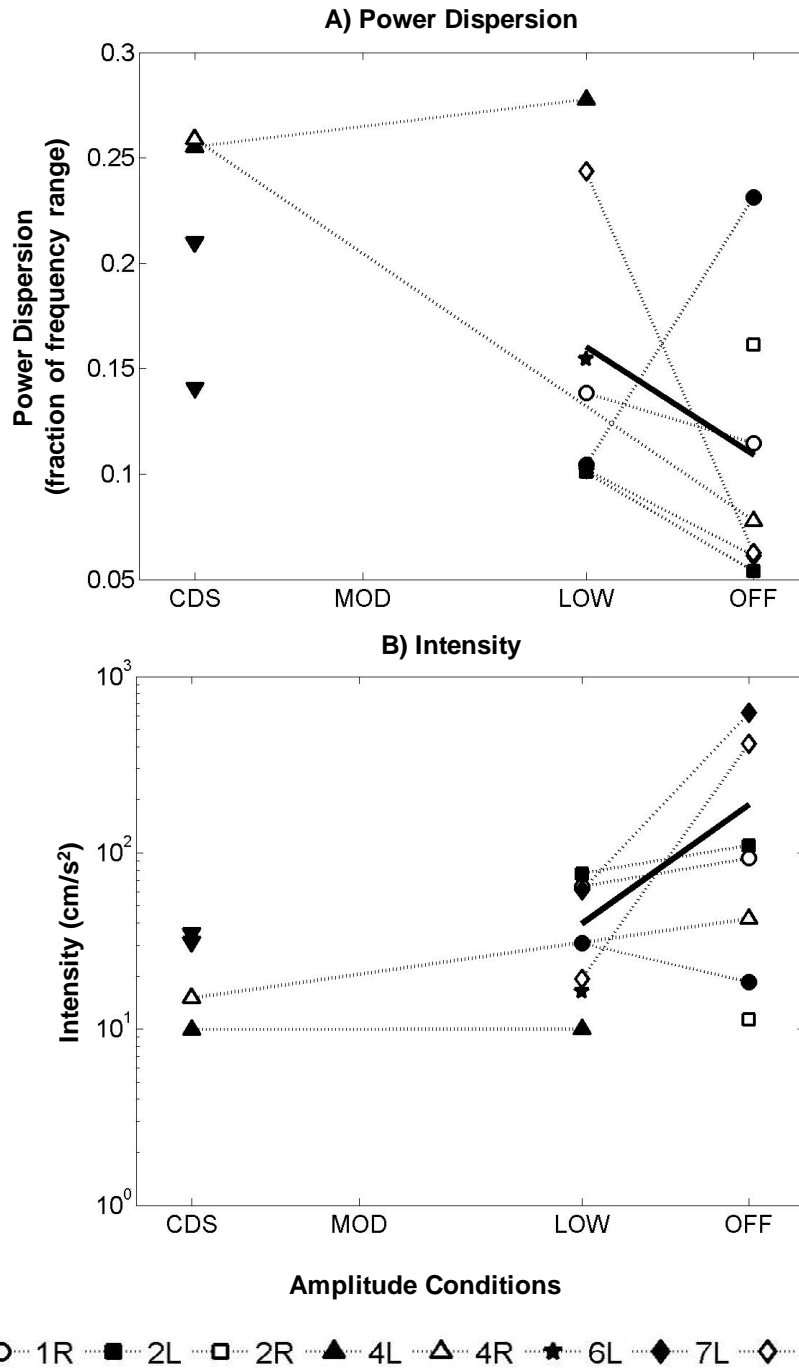 A) Power Dispersion
Power Dispersion
(fraction of frequency range)
0.3
0.25
0.2
0.15
0.1
0.05
CDS MOD LOW OFF
B) Intensity
Intensity (cm/s²)
10³
10²
10¹
10⁰
CDS MOD LOW OFF
Amplitude Conditions
1R 2L 2R 4L 4R 6L 7L